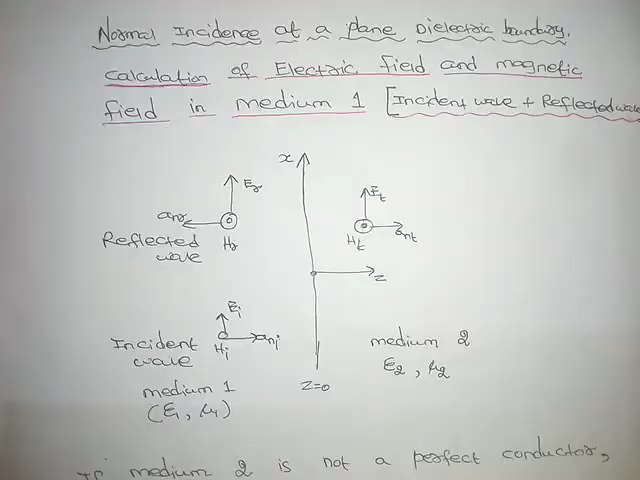 Normal Incidence at a plane Dielectric boundary.
Calculation of Electric field and magnetic
field in medium 1 [Incident wave + Reflected wave
x
Er
anr
Hr
Reflected
wave
Et
ant
Ht
z
Ei
ani
Hi
Incident
wave
medium 1
(ε1, μ1)
medium 2
ε2, μ2
z=0
If medium 2 is not a perfect conductor,